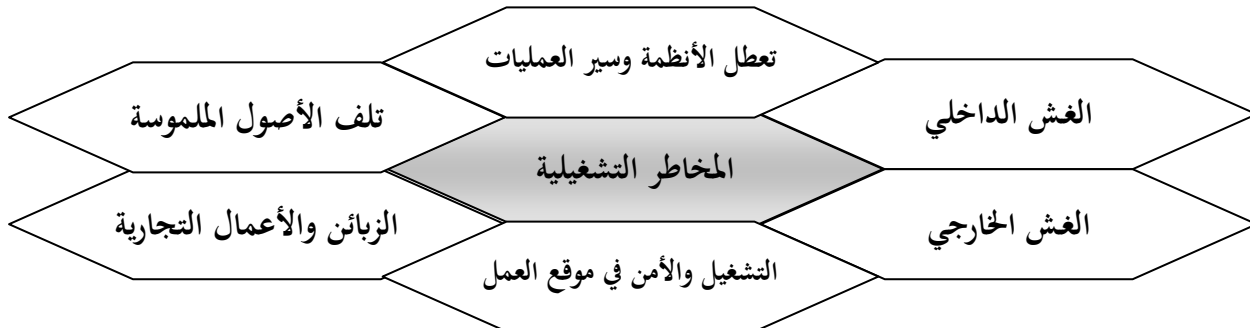 تعطل الأنظمة وسير العمليات
الغش الداخلي
تلف الأصول الملموسة
المخاطر التشغيلية
الغش الخارجي
الزبائن والأعمال التجارية
التشغيل والأمن في موقع العمل